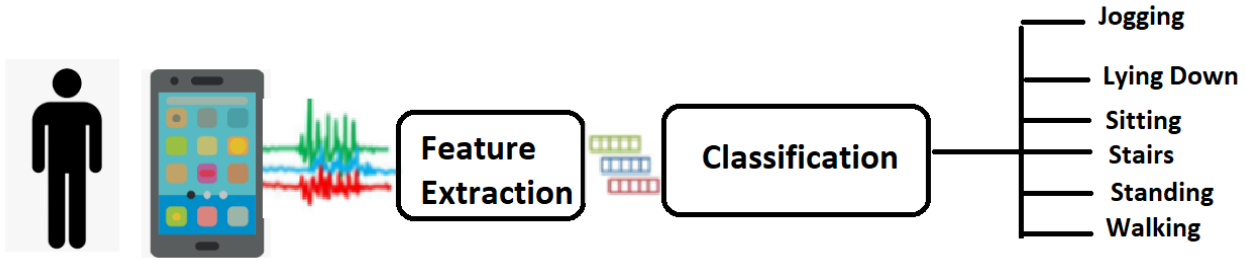 Feature
Extraction
Classification
Jogging
Lying Down
Sitting
Stairs
Standing
Walking